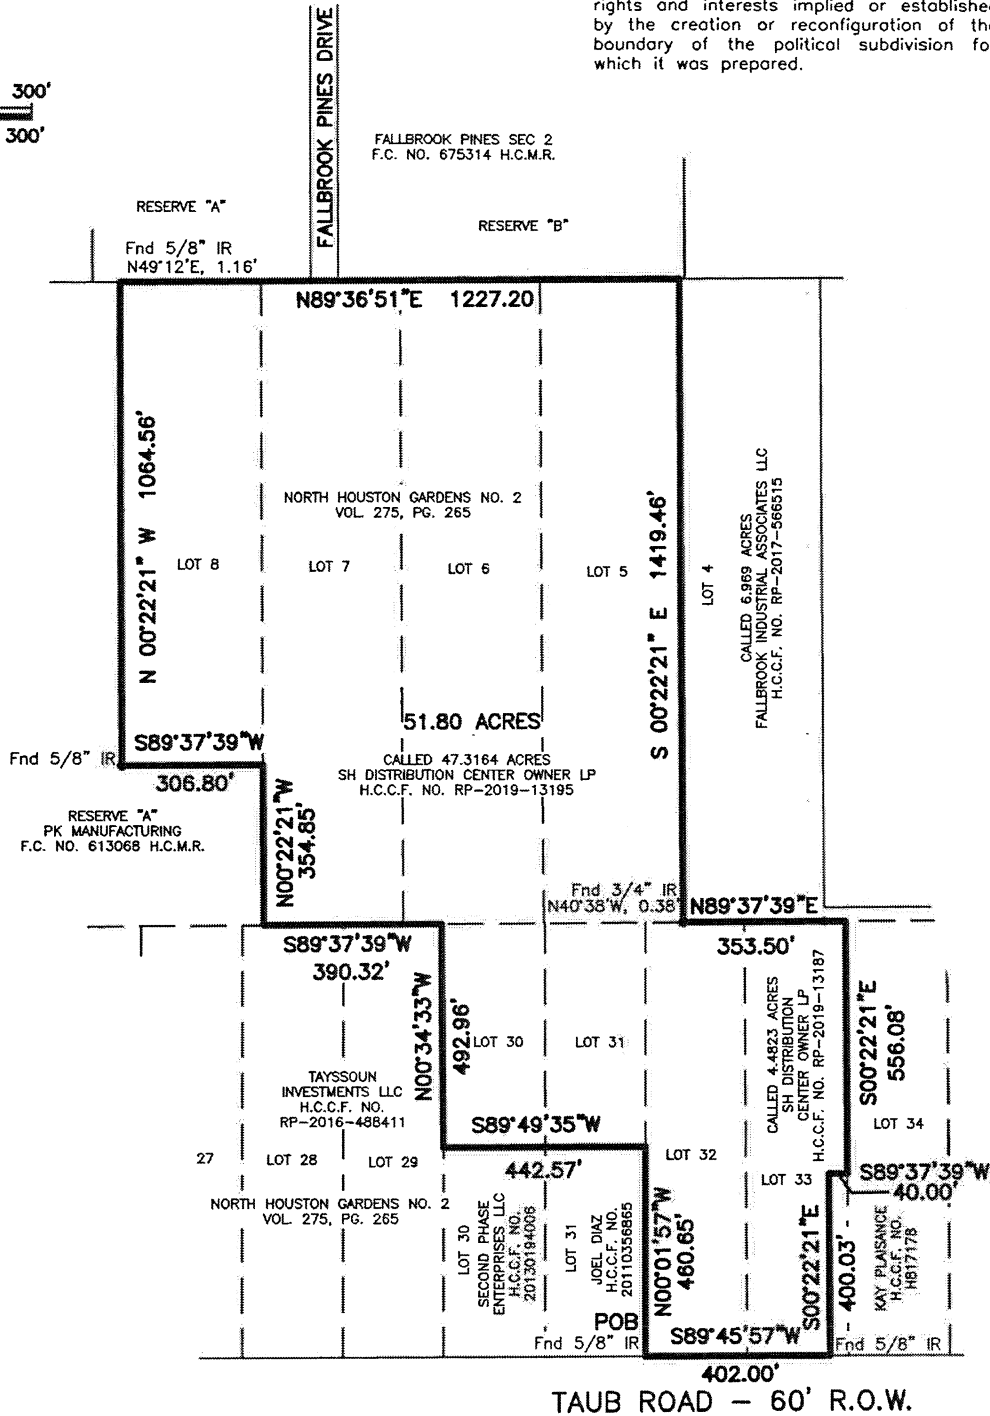 rights and interests implied or established
by the creation or reconfiguration of the
boundary of the political subdivision for
which it was prepared.
300'
300'
FALLBROOK PINES DRIVE
FALLBROOK PINES SEC 2
F.C. NO. 675314 H.C.M.R.
RESERVE "A"
RESERVE "B"
Fnd 5/8" IR
N49°12'E, 1.16'
N89°36'51"E 1227.20
N 00°22'21" W 1064.56'
NORTH HOUSTON GARDENS NO. 2
VOL. 275, PG. 265
LOT 8
LOT 7
LOT 6
LOT 5
S 00°22'21" E 1419.46'
LOT 4
CALLED 6.969 ACRES
FALLBROOK INDUSTRIAL ASSOCIATES LLC
H.C.C.F. NO. RP-2017-566515
51.80 ACRES
CALLED 47.3164 ACRES
SH DISTRIBUTION CENTER OWNER LP
H.C.C.F. NO. RP-2019-13195
S89°37'39"W
Fnd 5/8" IR
306.80'
RESERVE "A"
PK MANUFACTURING
F.C. NO. 613068 H.C.M.R.
N00°22'21"W
354.85'
Fnd 3/4" IR
N40°38'W, 0.38'
N89°37'39"E
353.50'
S89°37'39"W
390.32'
N00°34'33"W
492.96'
LOT 30
LOT 31
CALLED 4.4823 ACRES
SH DISTRIBUTION
CENTER OWNER LP
H.C.C.F. NO. RP-2019-13187
S00°22'21"E
556.08'
TAYSSOUN
INVESTMENTS LLC
H.C.C.F. NO.
RP-2016-488411
S89°49'35"W
442.57'
27
LOT 28
LOT 29
LOT 32
LOT 33
LOT 34
S89°37'39"W
40.00'
NORTH HOUSTON GARDENS NO. 2
VOL. 275, PG. 265
LOT 30
SECOND PHASE
ENTERPRISES LLC
H.C.C.F. NO.
20130194006
LOT 31
JOEL DIAZ
H.C.C.F. NO.
20110356865
N00°01'57"W
460.65'
S00°22'21"E
400.03'
KAY PLAISANCE
H.C.C.F. NO.
H817178
POB
Fnd 5/8" IR
S89°45'57"W
Fnd 5/8" IR
402.00'
TAUB ROAD – 60' R.O.W.